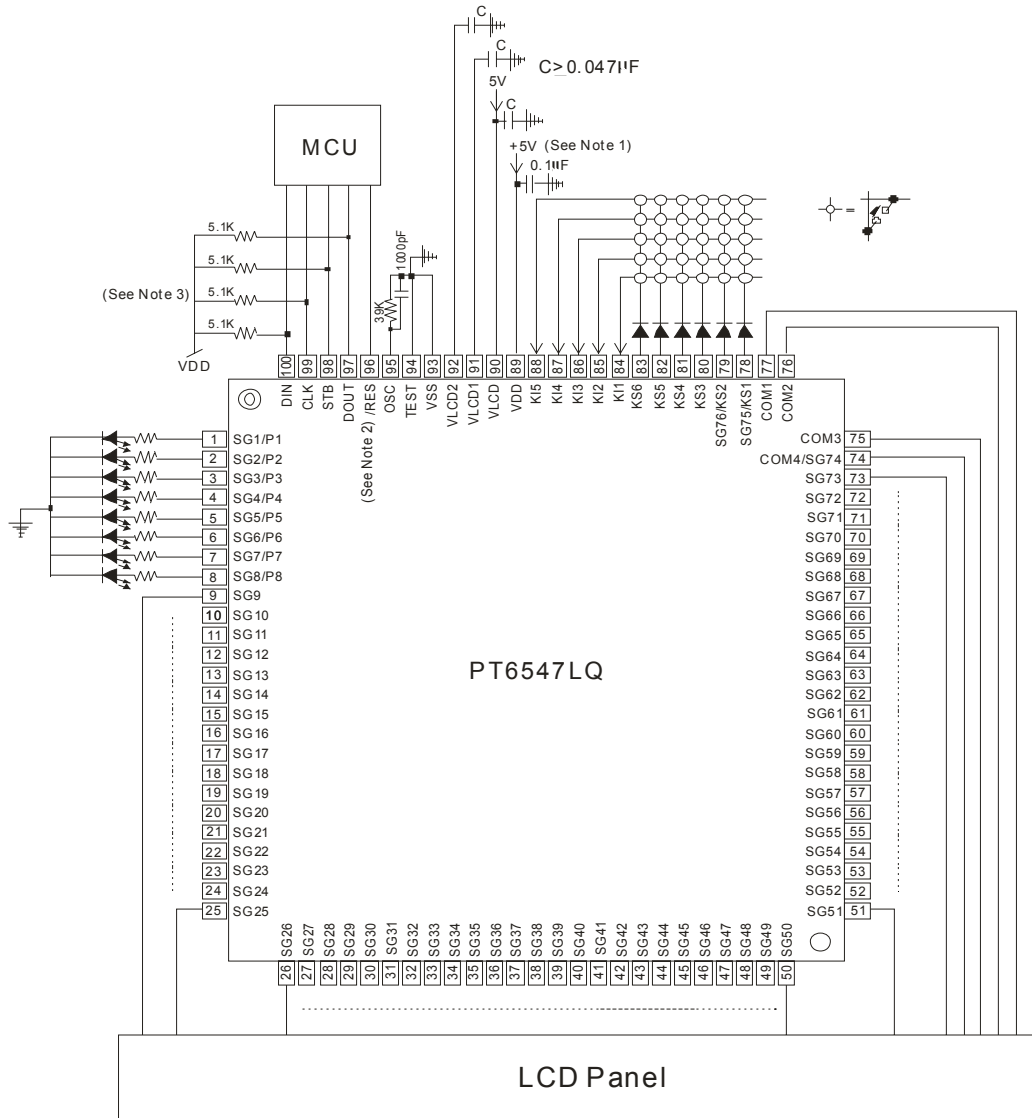 C
C
C≥0.047µF
5V
C
MCU
+5V (See Note 1)
0.1uF
5.1K
5.1K
(See Note 3)
5.1K
5.1K
VDD
1000pF
39K
=
100 99 98 97 96 95 94 93 92 91 90 89 88 87 86 85 84 83 82 81 80 79 78 77 76
DIN
CLK
STB
DOUT
(See Note 2) /RES
OSC
TEST
VSS
VLCD2
VLCD1
VLCD
VDD
KI5
KI4
KI3
KI2
KI1
KS6
KS5
KS4
KS3
SG76/KS2
SG75/KS1
COM1
COM2
1 SG1/P1
2 SG2/P2
3 SG3/P3
4 SG4/P4
5 SG5/P5
6 SG6/P6
7 SG7/P7
8 SG8/P8
9 SG9
10 SG10
11 SG11
12 SG12
13 SG13
14 SG14
15 SG15
16 SG16
17 SG17
18 SG18
19 SG19
20 SG20
21 SG21
22 SG22
23 SG23
24 SG24
25 SG25
PT6547LQ
COM3 75
COM4/SG74 74
SG73 73
SG72 72
SG71 71
SG70 70
SG69 69
SG68 68
SG67 67
SG66 66
SG65 65
SG64 64
SG63 63
SG62 62
SG61 61
SG60 60
SG59 59
SG58 58
SG57 57
SG56 56
SG55 55
SG54 54
SG53 53
SG52 52
SG51 51
SG26
SG27
SG28
SG29
SG30
SG31
SG32
SG33
SG34
SG35
SG36
SG37
SG38
SG39
SG40
SG41
SG42
SG43
SG44
SG45
SG46
SG47
SG48
SG49
SG50
26 27 28 29 30 31 32 33 34 35 36 37 38 39 40 41 42 43 44 45 46 47 48 49 50
LCD Panel